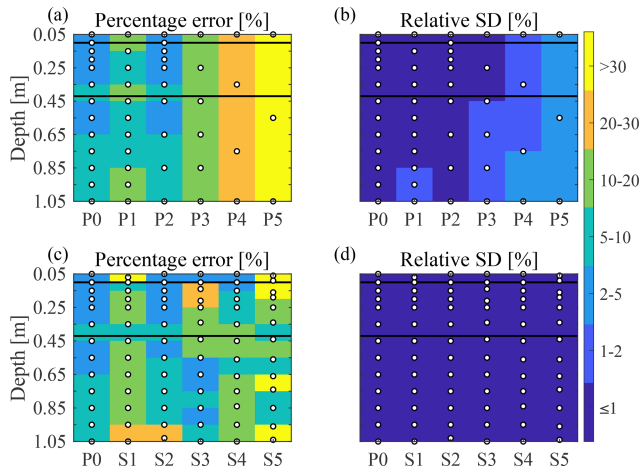 (a) Percentage error [%]
(b) Relative SD [%]
0.05
0.25
0.45
0.65
0.85
1.05
Depth [m]
P0 P1 P2 P3 P4 P5
P0 P1 P2 P3 P4 P5
(c) Percentage error [%]
(d) Relative SD [%]
0.05
0.25
0.45
0.65
0.85
1.05
Depth [m]
P0 S1 S2 S3 S4 S5
P0 S1 S2 S3 S4 S5
>30
20-30
10-20
5-10
2-5
1-2
≤1